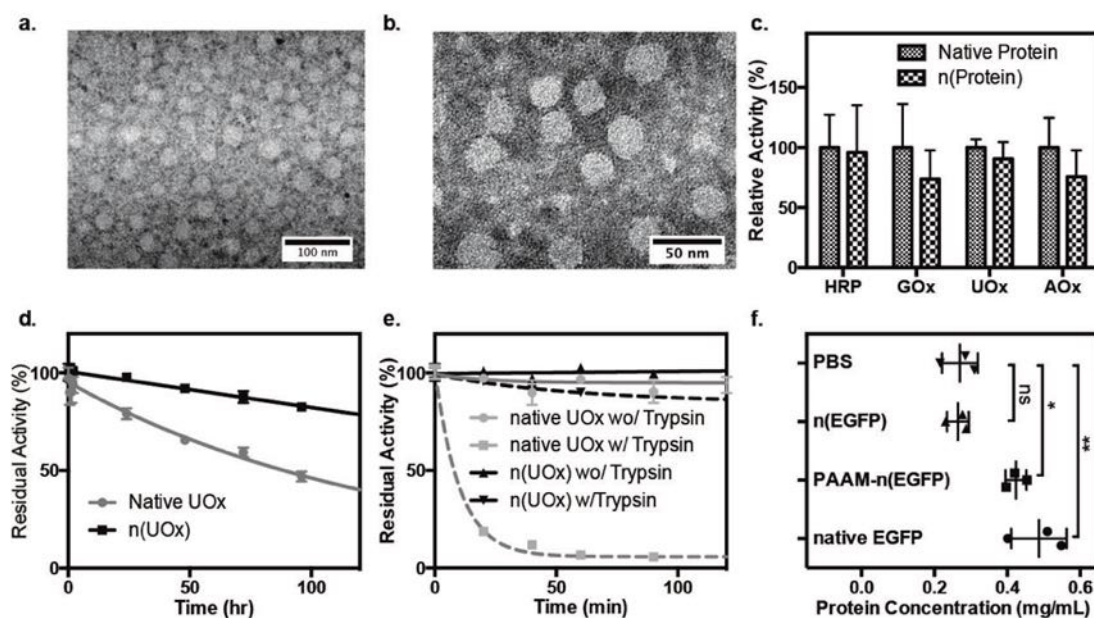 a.
100 nm
b.
50 nm
c.
Relative Activity (%)
150
100
50
0
Native Protein
n(Protein)
HRP GOx UOx AOx
d.
Residual Activity (%)
100
50
0
Native UOx
n(UOx)
0 50 100
Time (hr)
e.
Residual Activity (%)
100
50
0
native UOx wo/ Trypsin
native UOx w/ Trypsin
n(UOx) wo/ Trypsin
n(UOx) w/Trypsin
0 50 100
Time (min)
f.
PBS
n(EGFP)
PAAM-n(EGFP)
native EGFP
ns
*
**
0.0 0.2 0.4 0.6
Protein Concentration (mg/mL)